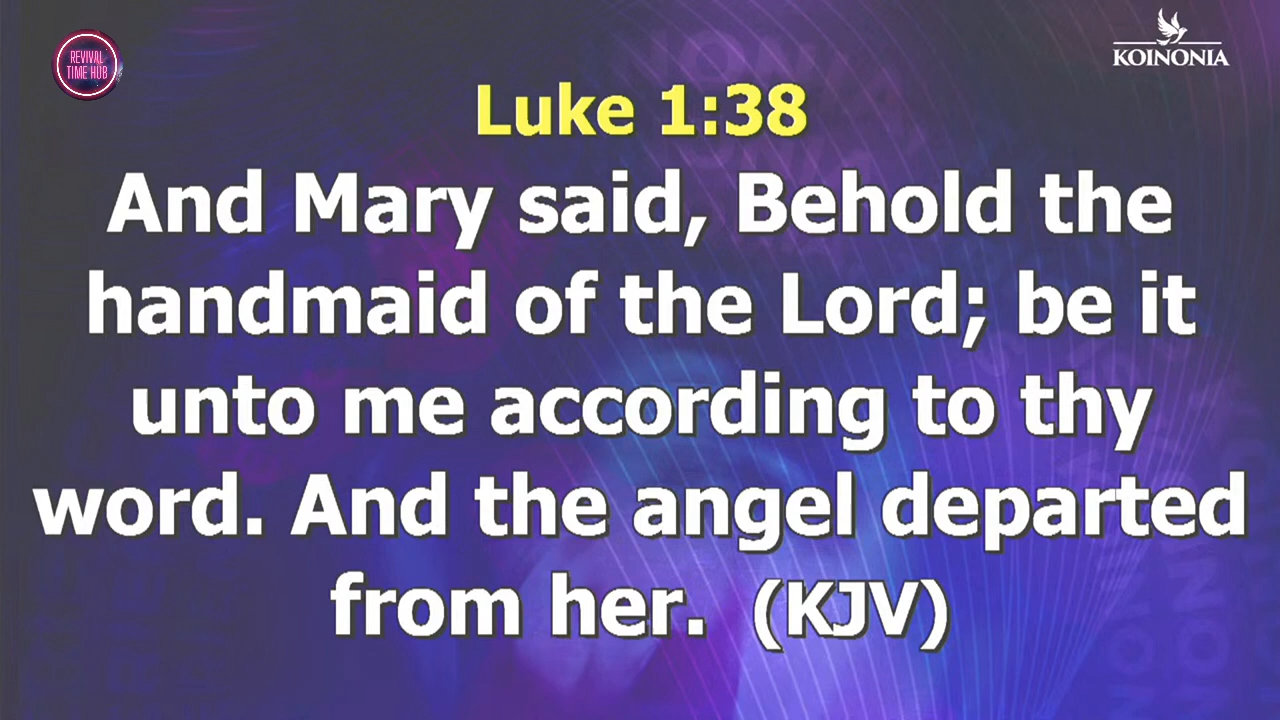 REVIVAL
TIME HUB
KOINONIA
Luke 1:38
And Mary said, Behold the
handmaid of the Lord; be it
unto me according to thy
word. And the angel departed
from her. (KJV)